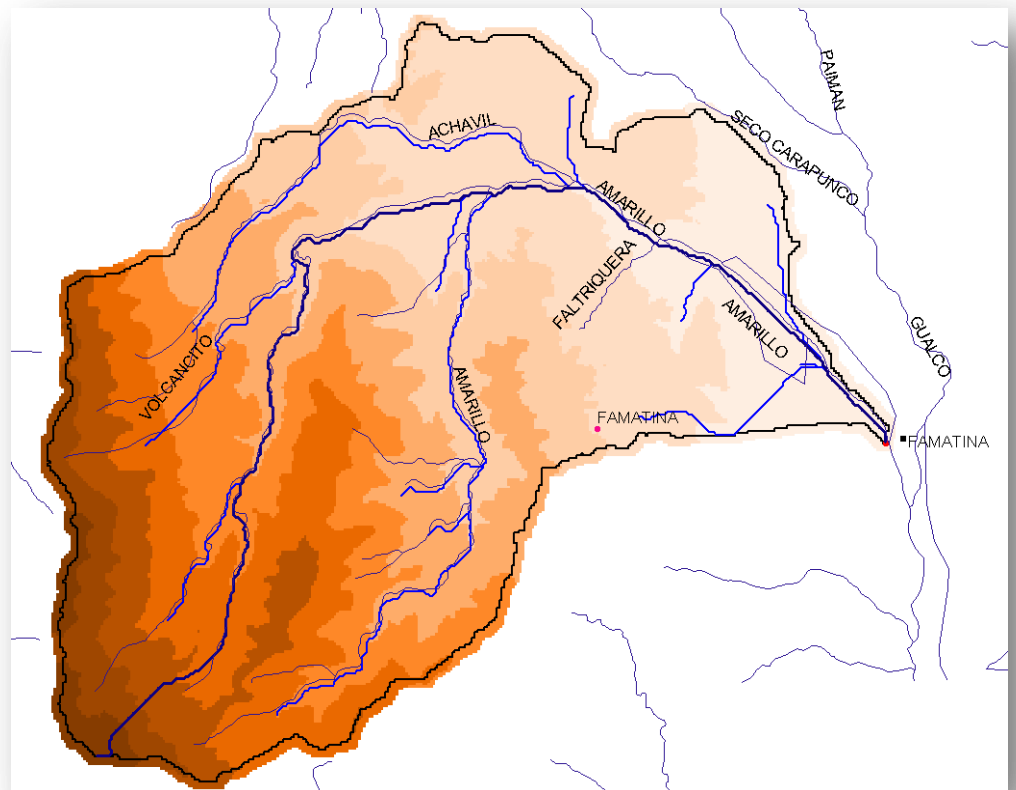 PAIMAN
ACHAVIL
SECO CARAPUNCO
AMARILLO
FALTRIQUERA
AMARILLO
GUALCO
VOLCANCITO
AMARILLO
FAMATINA
FAMATINA